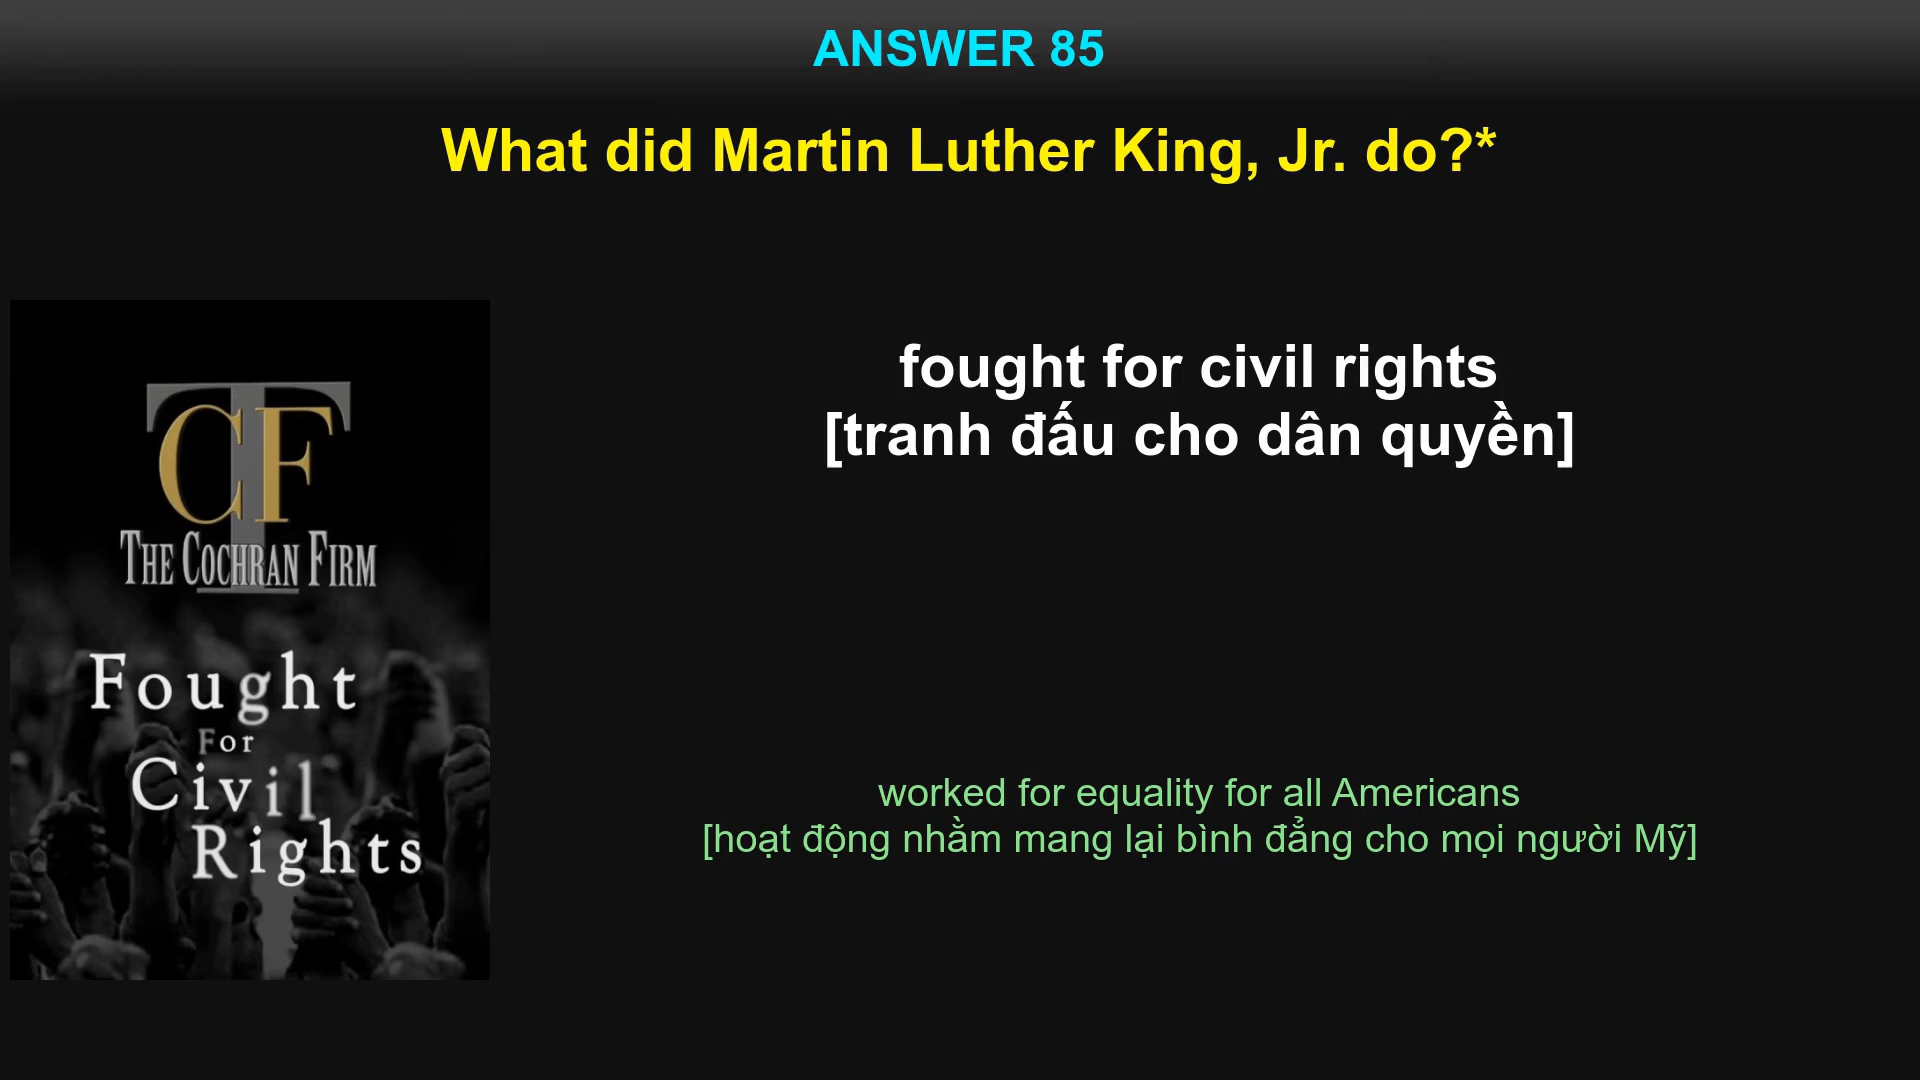 ANSWER 85
What did Martin Luther King, Jr. do?*
fought for civil rights
[tranh đấu cho dân quyền]
CTF
THE COCHRAN FIRM
Fought
For
Civil
Rights
worked for equality for all Americans
[hoạt động nhằm mang lại bình đẳng cho mọi người Mỹ]